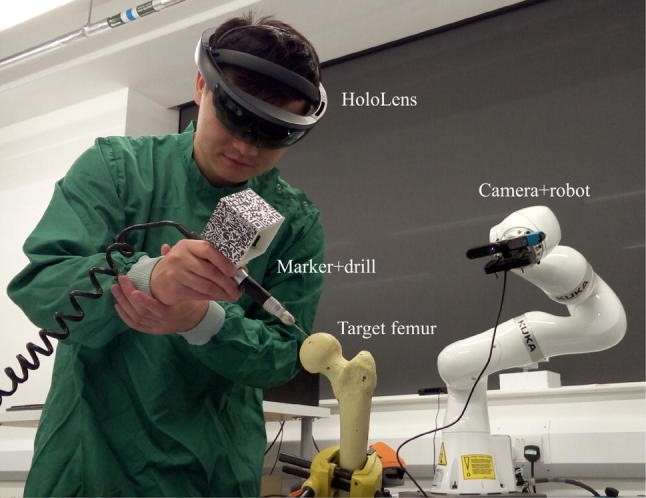 HoloLens
Camera+robot
Marker+drill
KUKA
Target femur
KUKA